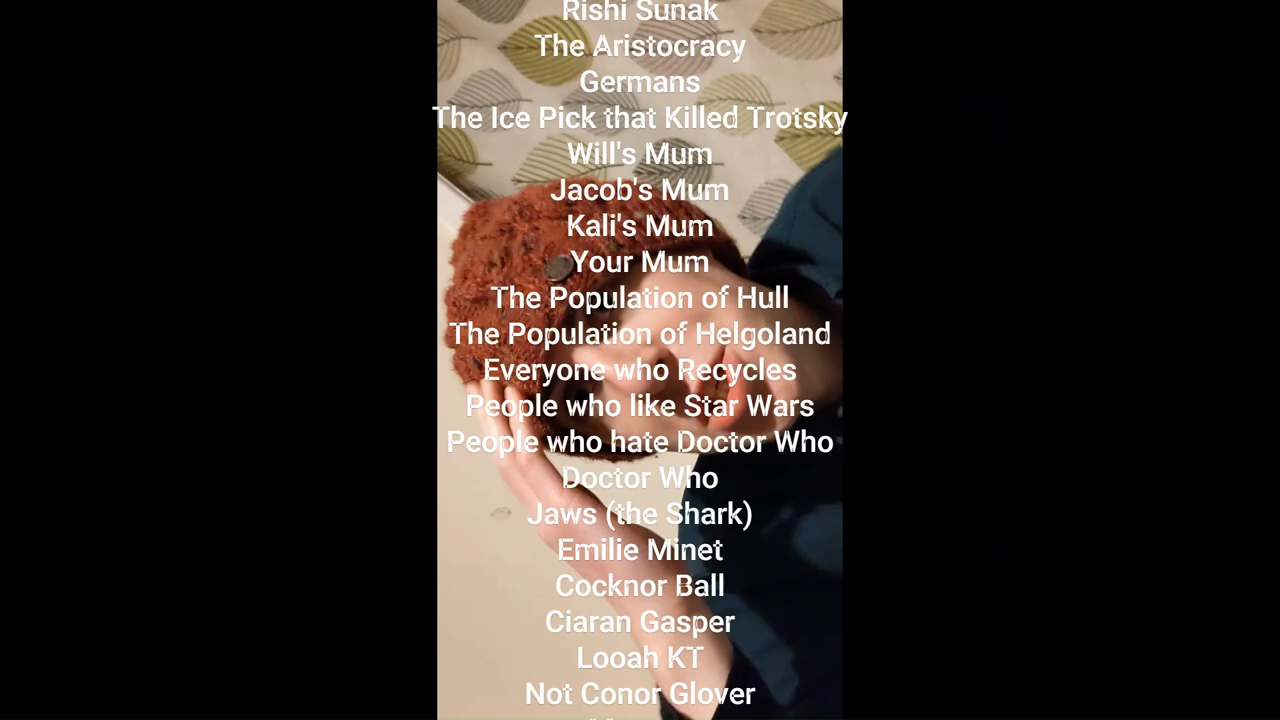 Rishi Sunak
The Aristocracy
Germans
The Ice Pick that Killed Trotsky
Will's Mum
Jacob's Mum
Kali's Mum
Your Mum
The Population of Hull
The Population of Helgoland
Everyone who Recycles
People who like Star Wars
People who hate Doctor Who
Doctor Who
Jaws (the Shark)
Emilie Minet
Cocknor Ball
Ciaran Gasper
Looah KT
Not Conor Glover